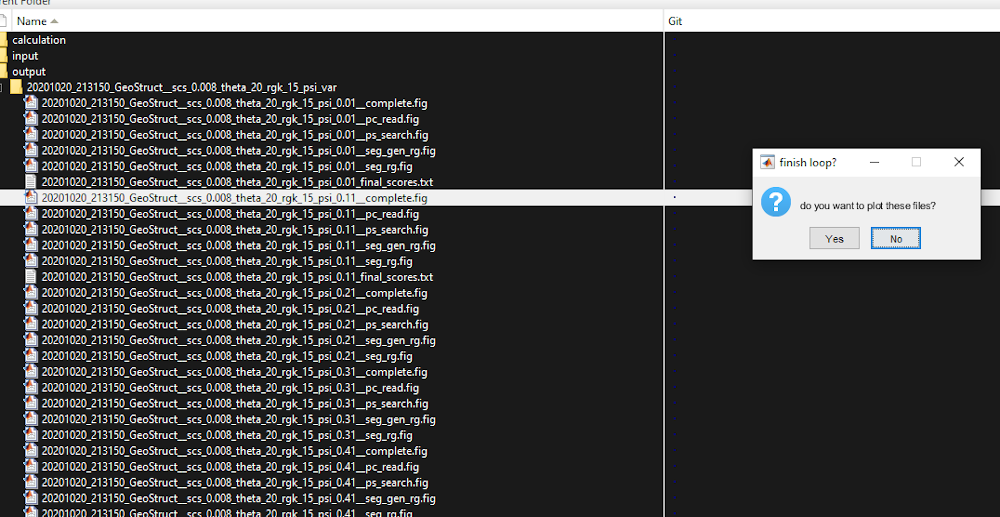 Parent Folder
Name
Git
calculation
input
output
20201020_213150_GeoStruct__scs_0.008_theta_20_rgk_15_psi_var
20201020_213150_GeoStruct__scs_0.008_theta_20_rgk_15_psi_0.01__complete.fig
20201020_213150_GeoStruct__scs_0.008_theta_20_rgk_15_psi_0.01__pc_read.fig
20201020_213150_GeoStruct__scs_0.008_theta_20_rgk_15_psi_0.01__ps_search.fig
20201020_213150_GeoStruct__scs_0.008_theta_20_rgk_15_psi_0.01__seg_gen_rg.fig
20201020_213150_GeoStruct__scs_0.008_theta_20_rgk_15_psi_0.01__seg_rg.fig
20201020_213150_GeoStruct__scs_0.008_theta_20_rgk_15_psi_0.01_final_scores.txt
20201020_213150_GeoStruct__scs_0.008_theta_20_rgk_15_psi_0.11__complete.fig
20201020_213150_GeoStruct__scs_0.008_theta_20_rgk_15_psi_0.11__pc_read.fig
20201020_213150_GeoStruct__scs_0.008_theta_20_rgk_15_psi_0.11__ps_search.fig
20201020_213150_GeoStruct__scs_0.008_theta_20_rgk_15_psi_0.11__seg_gen_rg.fig
20201020_213150_GeoStruct__scs_0.008_theta_20_rgk_15_psi_0.11__seg_rg.fig
20201020_213150_GeoStruct__scs_0.008_theta_20_rgk_15_psi_0.11_final_scores.txt
20201020_213150_GeoStruct__scs_0.008_theta_20_rgk_15_psi_0.21__complete.fig
20201020_213150_GeoStruct__scs_0.008_theta_20_rgk_15_psi_0.21__pc_read.fig
20201020_213150_GeoStruct__scs_0.008_theta_20_rgk_15_psi_0.21__ps_search.fig
20201020_213150_GeoStruct__scs_0.008_theta_20_rgk_15_psi_0.21__seg_gen_rg.fig
20201020_213150_GeoStruct__scs_0.008_theta_20_rgk_15_psi_0.21__seg_rg.fig
20201020_213150_GeoStruct__scs_0.008_theta_20_rgk_15_psi_0.31__complete.fig
20201020_213150_GeoStruct__scs_0.008_theta_20_rgk_15_psi_0.31__pc_read.fig
20201020_213150_GeoStruct__scs_0.008_theta_20_rgk_15_psi_0.31__ps_search.fig
20201020_213150_GeoStruct__scs_0.008_theta_20_rgk_15_psi_0.31__seg_gen_rg.fig
20201020_213150_GeoStruct__scs_0.008_theta_20_rgk_15_psi_0.31__seg_rg.fig
20201020_213150_GeoStruct__scs_0.008_theta_20_rgk_15_psi_0.41__complete.fig
20201020_213150_GeoStruct__scs_0.008_theta_20_rgk_15_psi_0.41__pc_read.fig
20201020_213150_GeoStruct__scs_0.008_theta_20_rgk_15_psi_0.41__ps_search.fig
20201020_213150_GeoStruct__scs_0.008_theta_20_rgk_15_psi_0.41__seg_gen_rg.fig
20201020_213150_GeoStruct__scs_0.008_theta_20_rgk_15_psi_0.41__seg_rg.fig
finish loop?
do you want to plot these files?
Yes
No